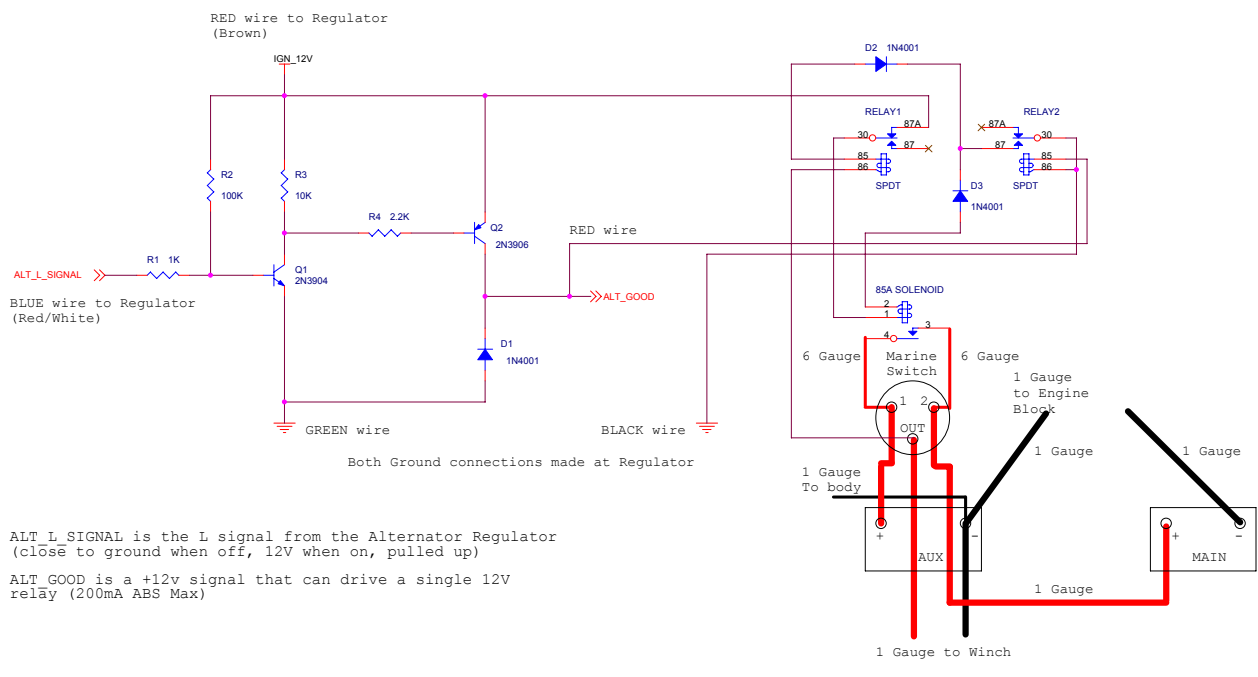 RED wire to Regulator
(Brown)
IGN_12V
D2 1N4001
RELAY1
RELAY2
87A
87A
30
30
87
87
85
85
86
86
SPDT
SPDT
R2
100K
R3
10K
D3
1N4001
R4 2.2K
Q2
2N3906
RED wire
ALT_L_SIGNAL
R1 1K
Q1
2N3904
BLUE wire to Regulator
(Red/White)
ALT_GOOD
85A SOLENOID
2
1
3
4
D1
1N4001
6 Gauge
Marine
Switch
6 Gauge
1 Gauge
to Engine
Block
1 2
OUT
GREEN wire
BLACK wire
Both Ground connections made at Regulator
1 Gauge
To body
1 Gauge
1 Gauge
+
-
AUX
+
-
MAIN
ALT_L_SIGNAL is the L signal from the Alternator Regulator
(close to ground when off, 12V when on, pulled up)
ALT_GOOD is a +12v signal that can drive a single 12V
relay (200mA ABS Max)
1 Gauge
1 Gauge to Winch